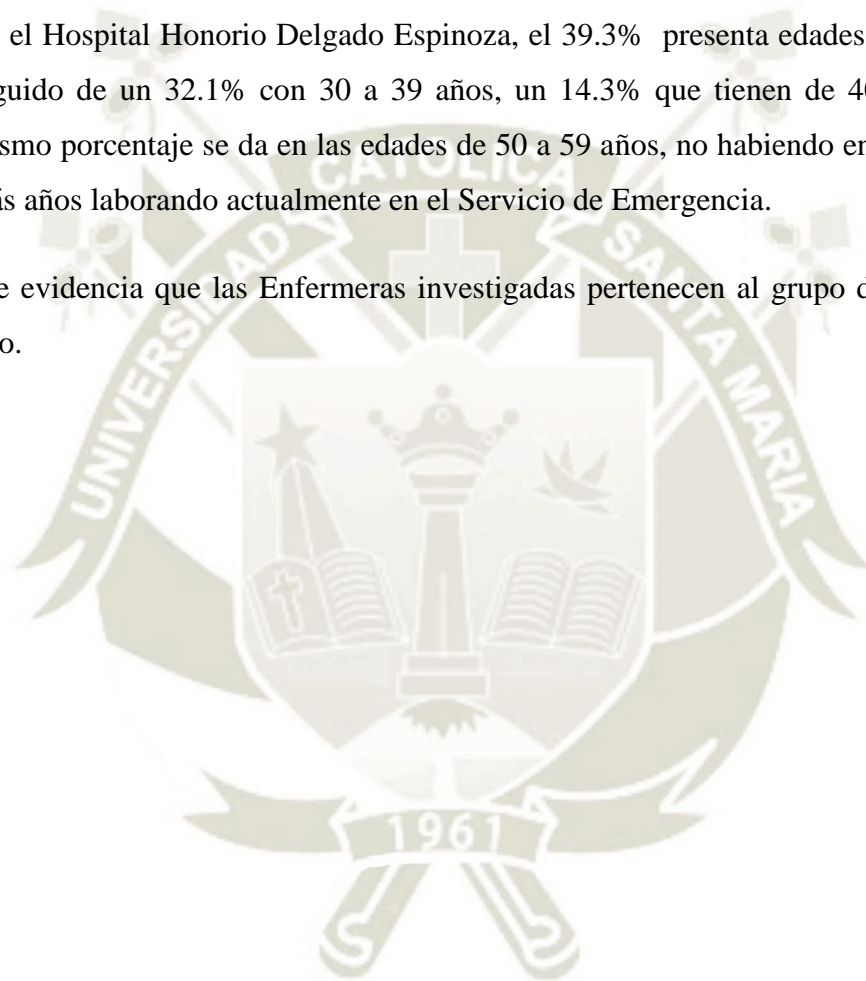 el Hospital Honorio Delgado Espinoza, el 39.3% presenta edades
guido de un 32.1% con 30 a 39 años, un 14.3% que tienen de 40
smo porcentaje se da en las edades de 50 a 59 años, no habiendo en
s años laborando actualmente en el Servicio de Emergencia.
e evidencia que las Enfermeras investigadas pertenecen al grupo d
o.
UNIVERSIDAD CATOLICA SANTA MARIA
1961